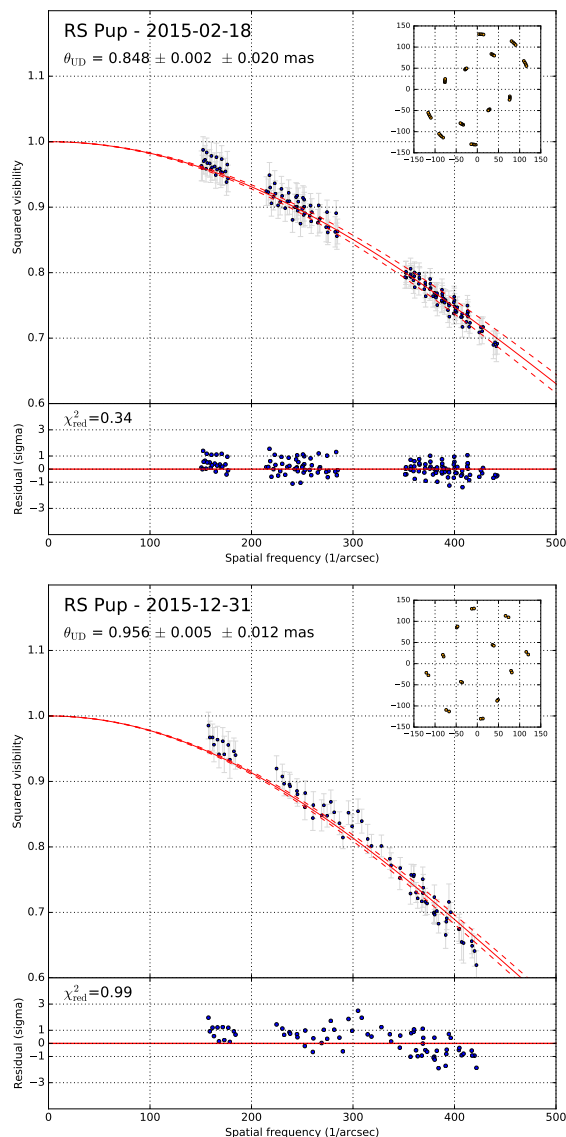 RS Pup - 2015-02-18
θUD = 0.848 ± 0.002 ± 0.020 mas
150
100
50
0
−50
−100
−150
−150 −100 −50 0 50 100 150
Squared visibility
1.1
1.0
0.9
0.8
0.7
0.6
χ²red=0.34
Residual (sigma)
3
1
0
−1
−3
0 100 200 300 400 500
Spatial frequency (1/arcsec)
RS Pup - 2015-12-31
θUD = 0.956 ± 0.005 ± 0.012 mas
150
100
50
0
−50
−100
−150
−150 −100 −50 0 50 100 150
Squared visibility
1.1
1.0
0.9
0.8
0.7
0.6
χ²red=0.99
Residual (sigma)
3
1
0
−1
−3
0 100 200 300 400 500
Spatial frequency (1/arcsec)